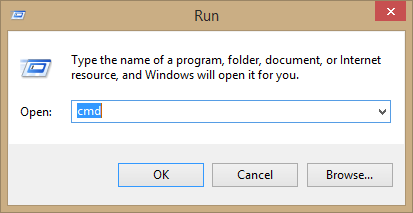 Run
Type the name of a program, folder, document, or Internet
resource, and Windows will open it for you.
Open: cmd
OK Cancel Browse...